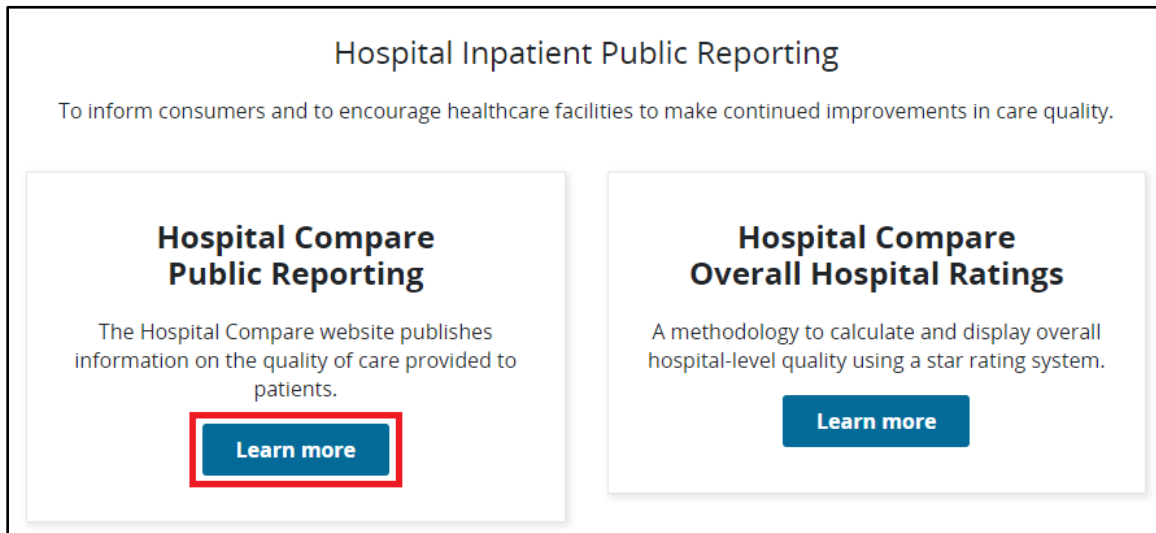 Hospital Inpatient Public Reporting
To inform consumers and to encourage healthcare facilities to make continued improvements in care quality.
Hospital Compare
Public Reporting
The Hospital Compare website publishes
information on the quality of care provided to
patients.
Learn more
Hospital Compare
Overall Hospital Ratings
A methodology to calculate and display overall
hospital-level quality using a star rating system.
Learn more